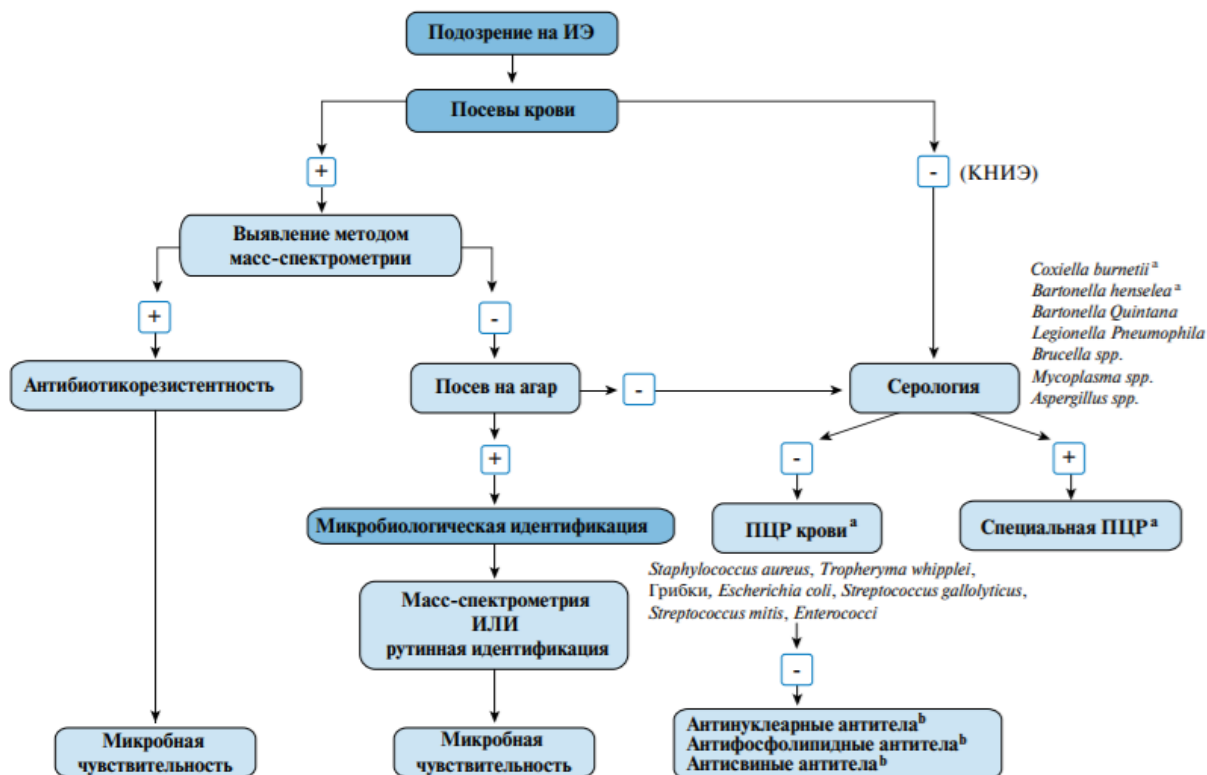 Подозрение на ИЭ
Посевы крови
+
- (КНИЭ)
Выявление методом
масс-спектрометрии
Coxiella burnetii a
Bartonella henselea a
Bartonella Quintana
Legionella Pneumophila
Brucella spp.
Mycoplasma spp.
Aspergillus spp.
+
-
Антибиотикорезистентность
Посев на агар
-
Серология
+
-
+
Микробиологическая идентификация
ПЦР крови a
Специальная ПЦР a
Staphylococcus aureus, Tropheryma whipplei,
Грибки, Escherichia coli, Streptococcus gallolyticus,
Streptococcus mitis, Enterococci
Масс-спектрометрия
ИЛИ
рутинная идентификация
-
Микробная
чувствительность
Микробная
чувствительность
Антинуклеарные антитела b
Антифосфолипидные антитела b
Антисвиные антитела b